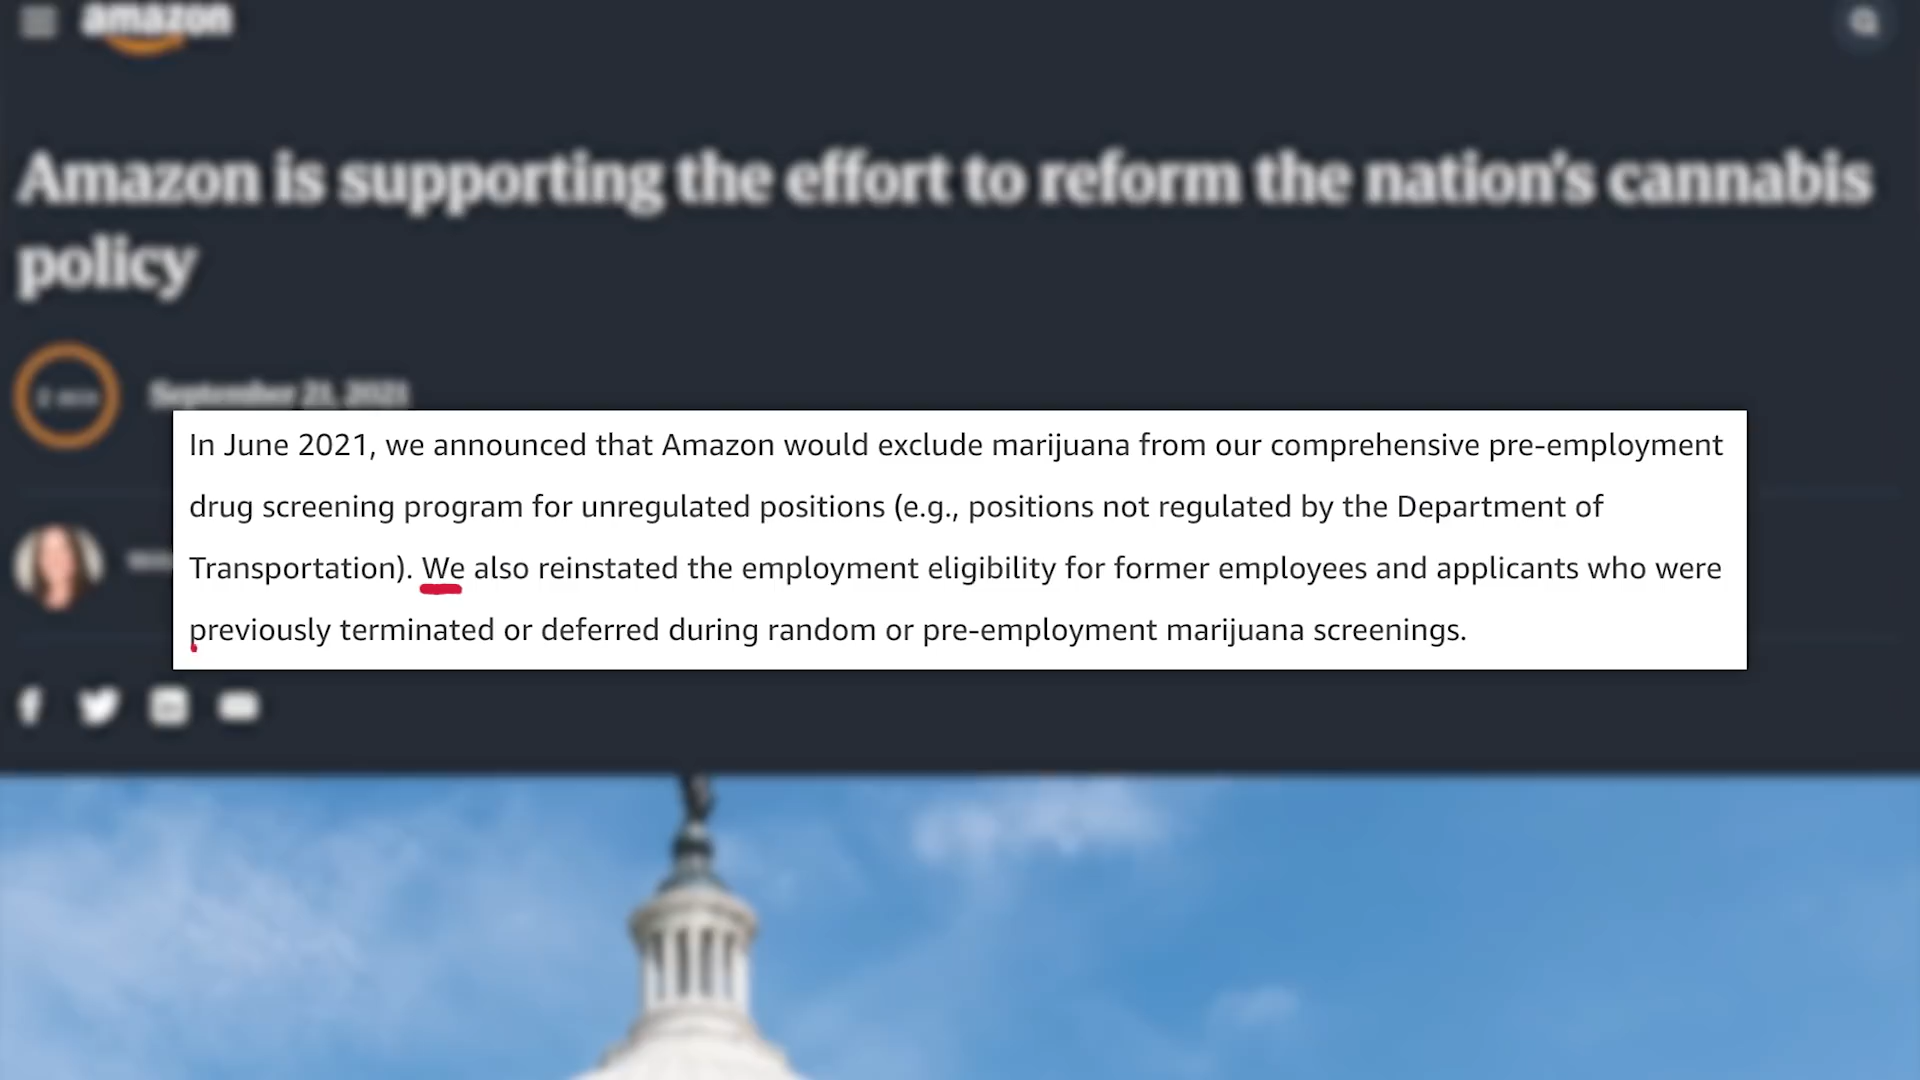 amazon
Amazon is supporting the effort to reform the nation's cannabis
policy
September 21, 2021
In June 2021, we announced that Amazon would exclude marijuana from our comprehensive pre-employment
drug screening program for unregulated positions (e.g., positions not regulated by the Department of
Transportation). We also reinstated the employment eligibility for former employees and applicants who were
previously terminated or deferred during random or pre-employment marijuana screenings.